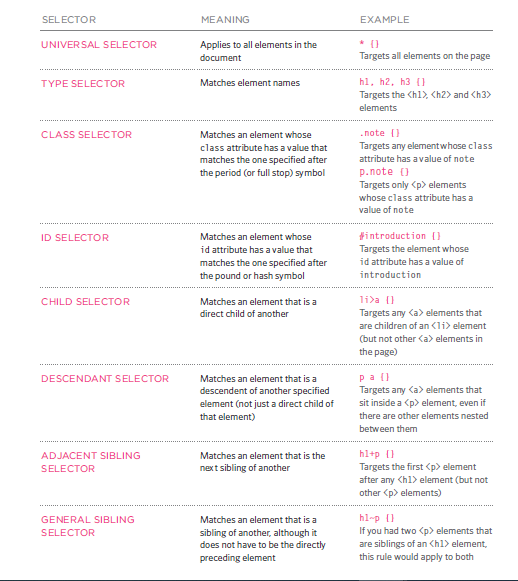 SELECTOR MEANING EXAMPLE
UNIVERSAL SELECTOR
Applies to all elements in the
document
* {}
Targets all elements on the page
TYPE SELECTOR
Matches element names
h1, h2, h3 {}
Targets the <h1>, <h2> and <h3>
elements
CLASS SELECTOR
Matches an element whose
class attribute has a value that
matches the one specified after
the period (or full stop) symbol
.note {}
Targets any element whose class
attribute has a value of note
p.note {}
Targets only <p> elements
whose class attribute has a
value of note
ID SELECTOR
Matches an element whose
id attribute has a value that
matches the one specified after
the pound or hash symbol
#introduction {}
Targets the element whose
id attribute has a value of
introduction
CHILD SELECTOR
Matches an element that is a
direct child of another
li>a {}
Targets any <a> elements that
are children of an <li> element
(but not other <a> elements in
the page)
DESCENDANT SELECTOR
Matches an element that is a
descendent of another specified
element (not just a direct child of
that element)
p a {}
Targets any <a> elements that
sit inside a <p> element, even if
there are other elements nested
between them
ADJACENT SIBLING
SELECTOR
Matches an element that is the
next sibling of another
h1+p {}
Targets the first <p> element
after any <h1> element (but not
other <p> elements)
GENERAL SIBLING
SELECTOR
Matches an element that is a
sibling of another, although it
does not have to be the directly
preceding element
h1~p {}
If you had two <p> elements that
are siblings of an <h1> element,
this rule would apply to both